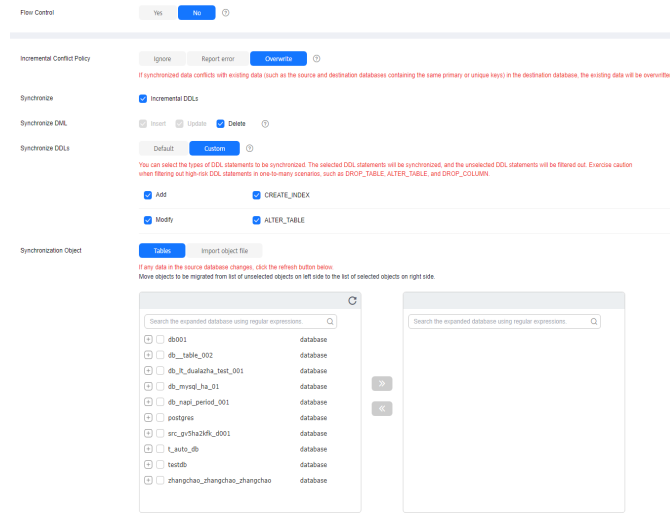 Flow Control Yes No ?
Incremental Conflict Policy Ignore Report error Overwrite ?
If synchronized data conflicts with existing data (such as the source and destination databases containing the same primary or unique keys) in the destination database, the existing data will be overwritte
Synchronize Incremental DDLs
Synchronize DML Insert Update Delete ?
Synchronize DDLs Default Custom ?
You can select the types of DDL statements to be synchronized. The selected DDL statements will be synchronized, and the unselected DDL statements will be filtered out. Exercise caution
when filtering out high-risk DDL statements in one-to-many scenarios, such as DROP_TABLE, ALTER_TABLE, and DROP_COLUMN.
Add CREATE_INDEX
Modify ALTER_TABLE
Synchronization Object Tables Import object file
If any data in the source database changes, click the refresh button below.
Move objects to be migrated from list of unselected objects on left side to the list of selected objects on right side.
Search the expanded database using regular expressions. Search the expanded database using regular expressions.
db001 database
db__table_002 database
db_lt_dualazha_test_001 database
db_mysql_ha_01 database
db_napi_period_001 database
postgres database
src_gv5ha2kfk_d001 database
t_auto_db database
testdb database
zhangchao_zhangchao_zhangchao database